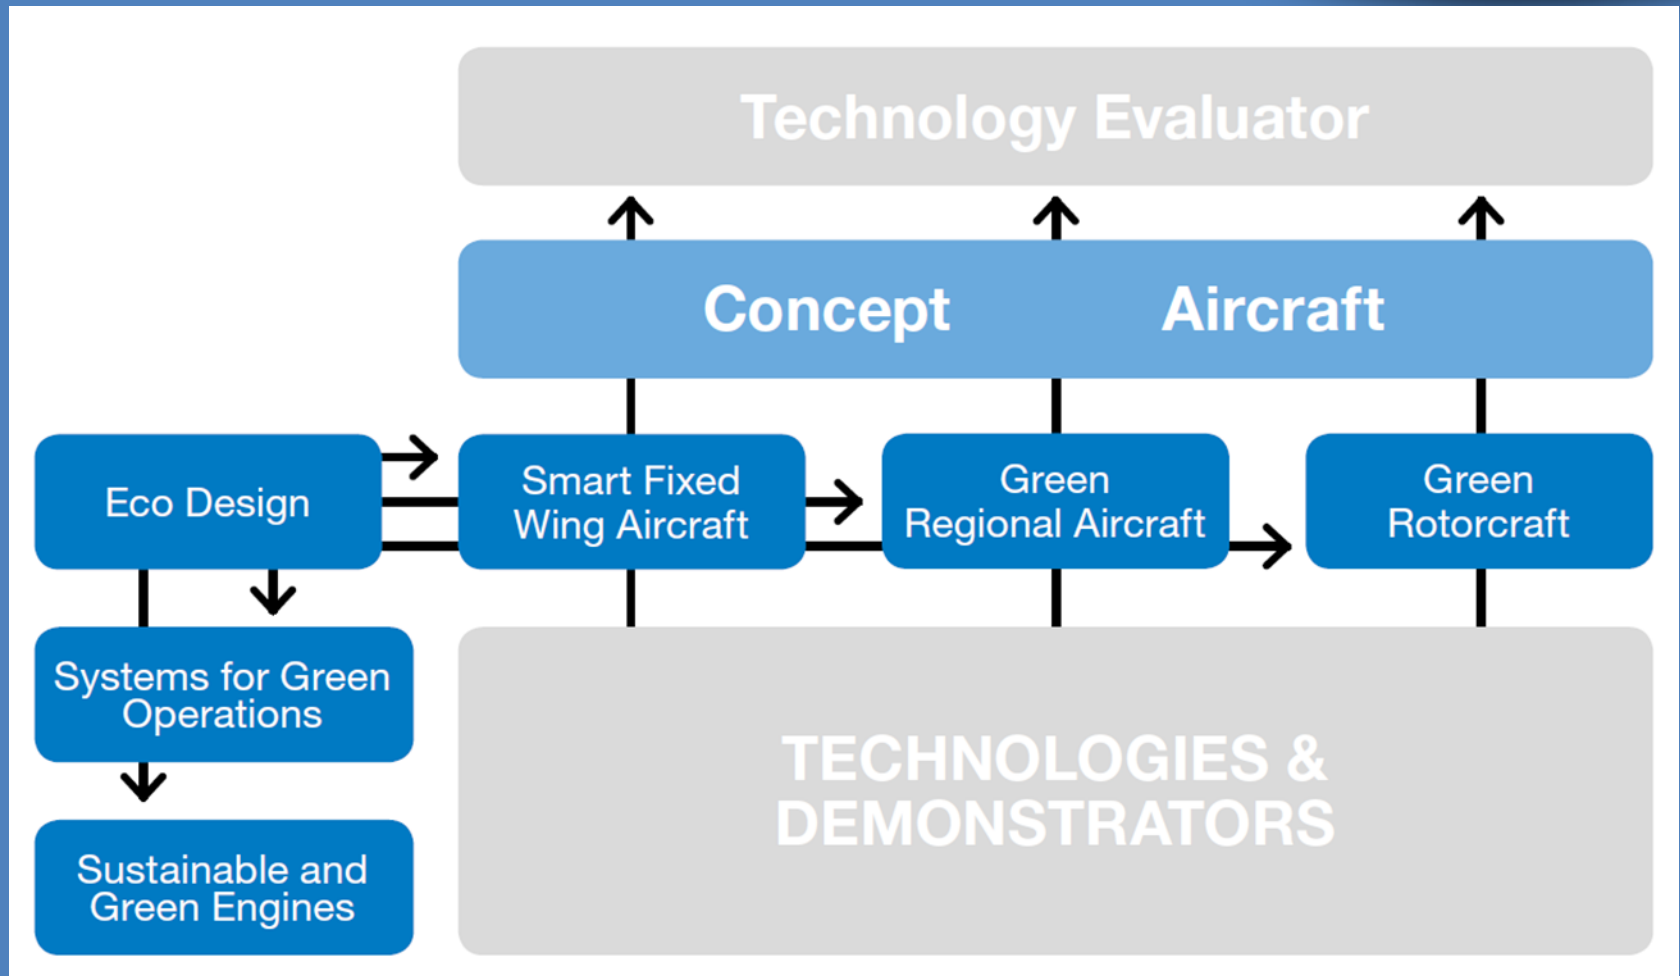 Technology Evaluator
Concept Aircraft
Eco Design
Smart Fixed
Wing Aircraft
Green
Regional Aircraft
Green
Rotorcraft
Systems for Green
Operations
TECHNOLOGIES &
DEMONSTRATORS
Sustainable and
Green Engines